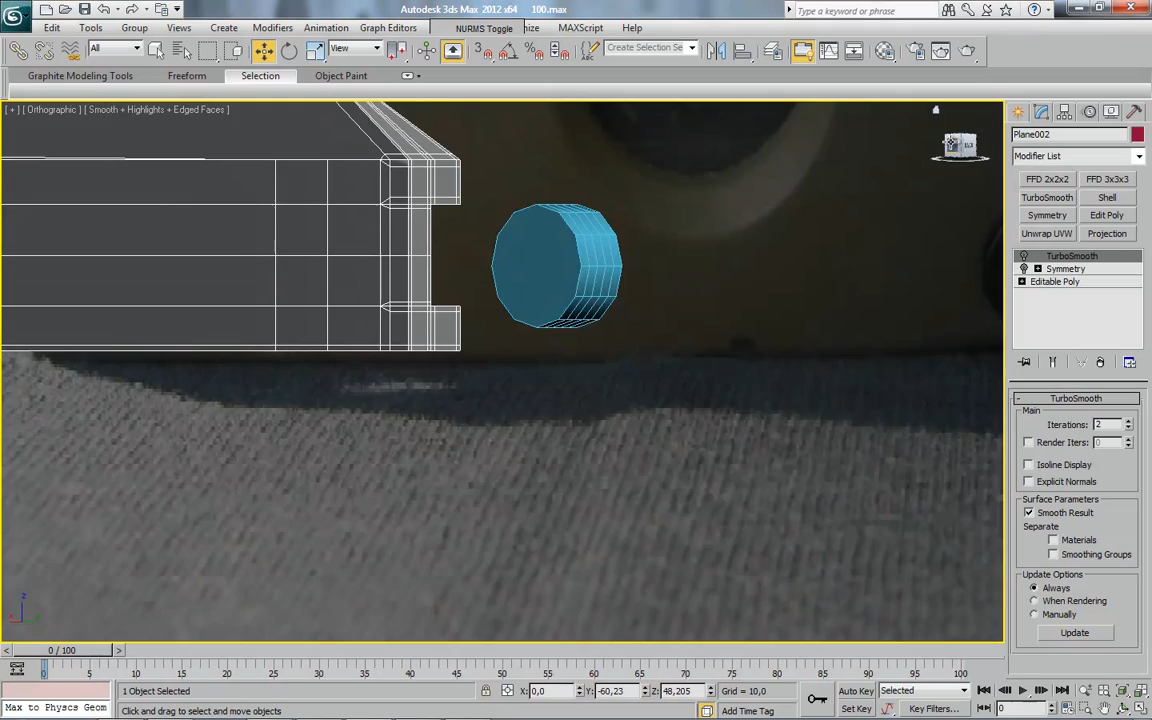 Autodesk 3ds Max 2012 x64 100.max
Type a keyword or phrase
Edit Tools Group Views Create Modifiers Animation Graph Editors NURMS Toggle ize MAXScript Help
All View 3 Create Selection Se
Graphite Modeling Tools Freeform Selection Object Paint
[ + ] [ Orthographic ] [ Smooth + Highlights + Edged Faces ]
Plane002
Modifier List
FFD 2x2x2 FFD 3x3x3
TurboSmooth Shell
Symmetry Edit Poly
Unwrap UVW Projection
TurboSmooth
Symmetry
Editable Poly
- TurboSmooth
Main
Iterations: 2
Render Iters: 0
Isoline Display
Explicit Normals
Surface Parameters
Smooth Result
Separate
Materials
Smoothing Groups
Update Options
Always
When Rendering
Manually
Update
z
< 0 / 100 >
0 5 10 15 20 25 30 35 40 45 50 55 60 65 70 75 80 85 90 95 100
1 Object Selected X: 0,0 Y: -60,23 Z: 48,205 Grid = 10,0 Auto Key Selected
Max to Physcs Geom Click and drag to select and move objects Add Time Tag Set Key Key Filters... 0